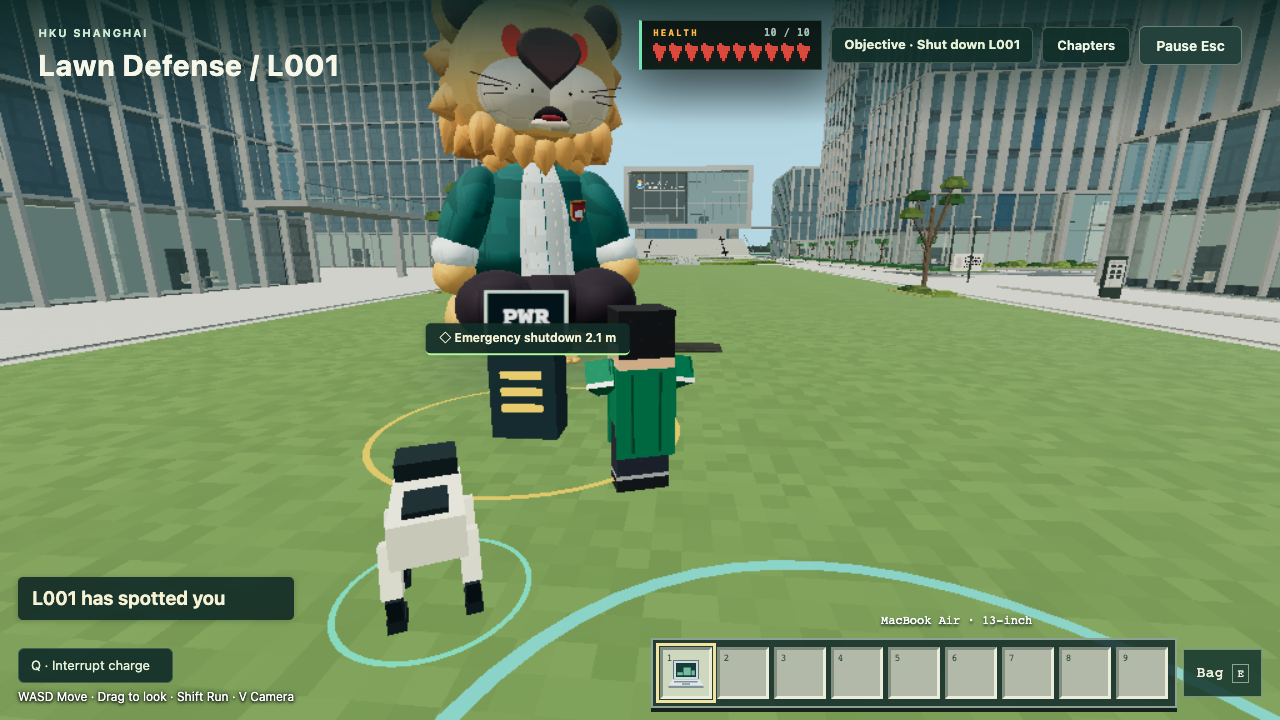 HKU SHANGHAI
Lawn Defense / L001
HEALTH 10 / 10
Objective · Shut down L001
Chapters
Pause Esc
PWR
◇ Emergency shutdown 2.1 m
L001 has spotted you
Q · Interrupt charge
WASD Move · Drag to look · Shift Run · V Camera
MacBook Air · 13-inch
1 2 3 4 5 6 7 8 9
Bag E